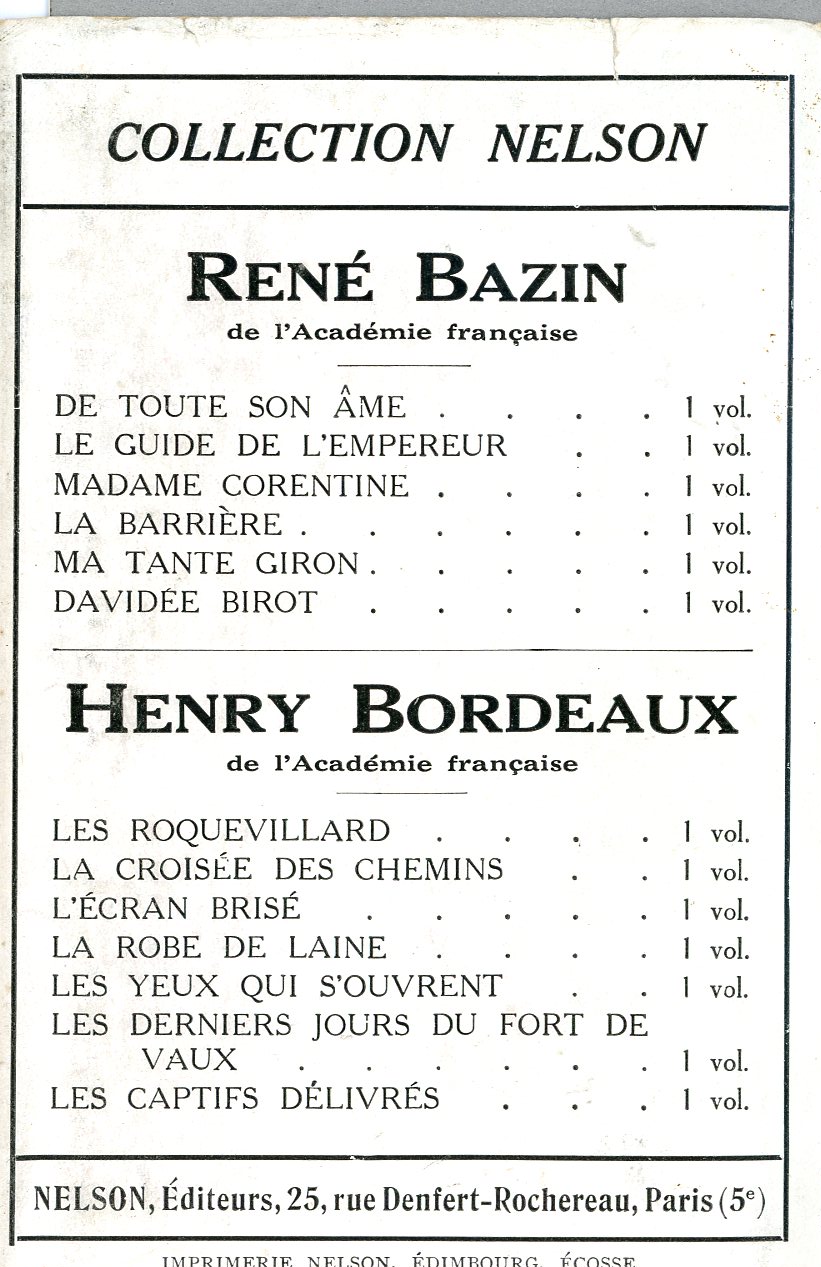 COLLECTION NELSON
RENÉ BAZIN
de l'Académie française
DE TOUTE SON ÂME . . . . 1 vol.
LE GUIDE DE L'EMPEREUR . . 1 vol.
MADAME CORENTINE . . . . 1 vol.
LA BARRIÈRE . . . . . . 1 vol.
MA TANTE GIRON . . . . . 1 vol.
DAVIDÉE BIROT . . . . . 1 vol.
HENRY BORDEAUX
de l'Académie française
LES ROQUEVILLARD . . . . 1 vol.
LA CROISÉE DES CHEMINS . . 1 vol.
L'ÉCRAN BRISÉ . . . . . 1 vol.
LA ROBE DE LAINE . . . . 1 vol.
LES YEUX QUI S'OUVRENT . . 1 vol.
LES DERNIERS JOURS DU FORT DE
VAUX . . . . . . 1 vol.
LES CAPTIFS DÉLIVRÉS . . . 1 vol.
NELSON, Éditeurs, 25, rue Denfert-Rochereau, Paris (5e)
IMPRIMERIE NELSON, ÉDIMBOURG, ÉCOSSE